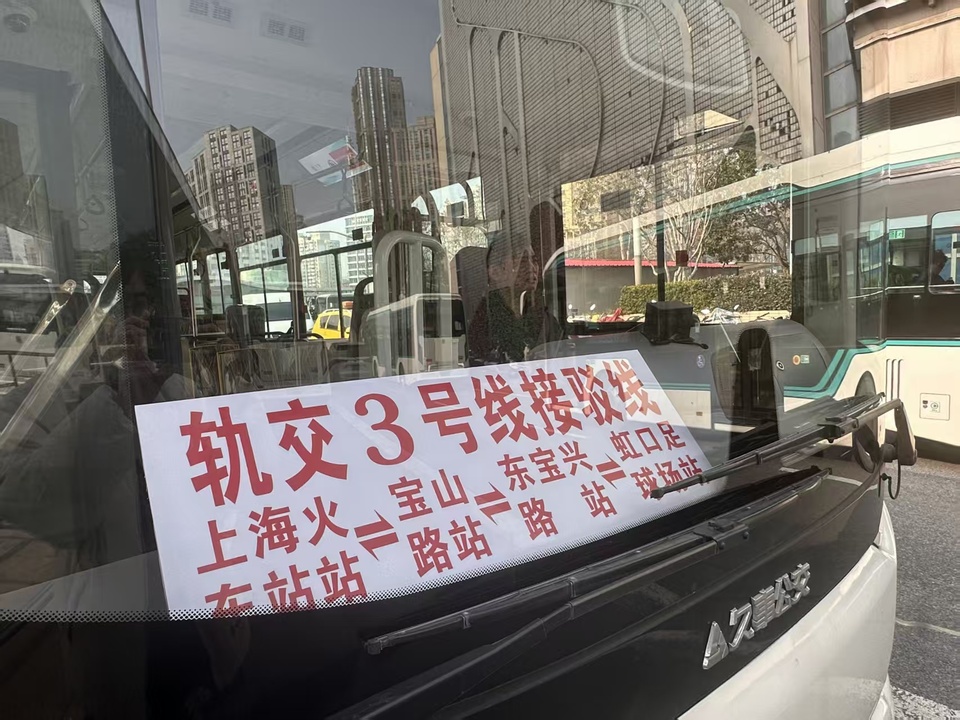 轨交3号线接驳线
上海火⇌宝山⇌东宝兴⇌虹口足
车站站 路站 路 站 球场站
久事公交